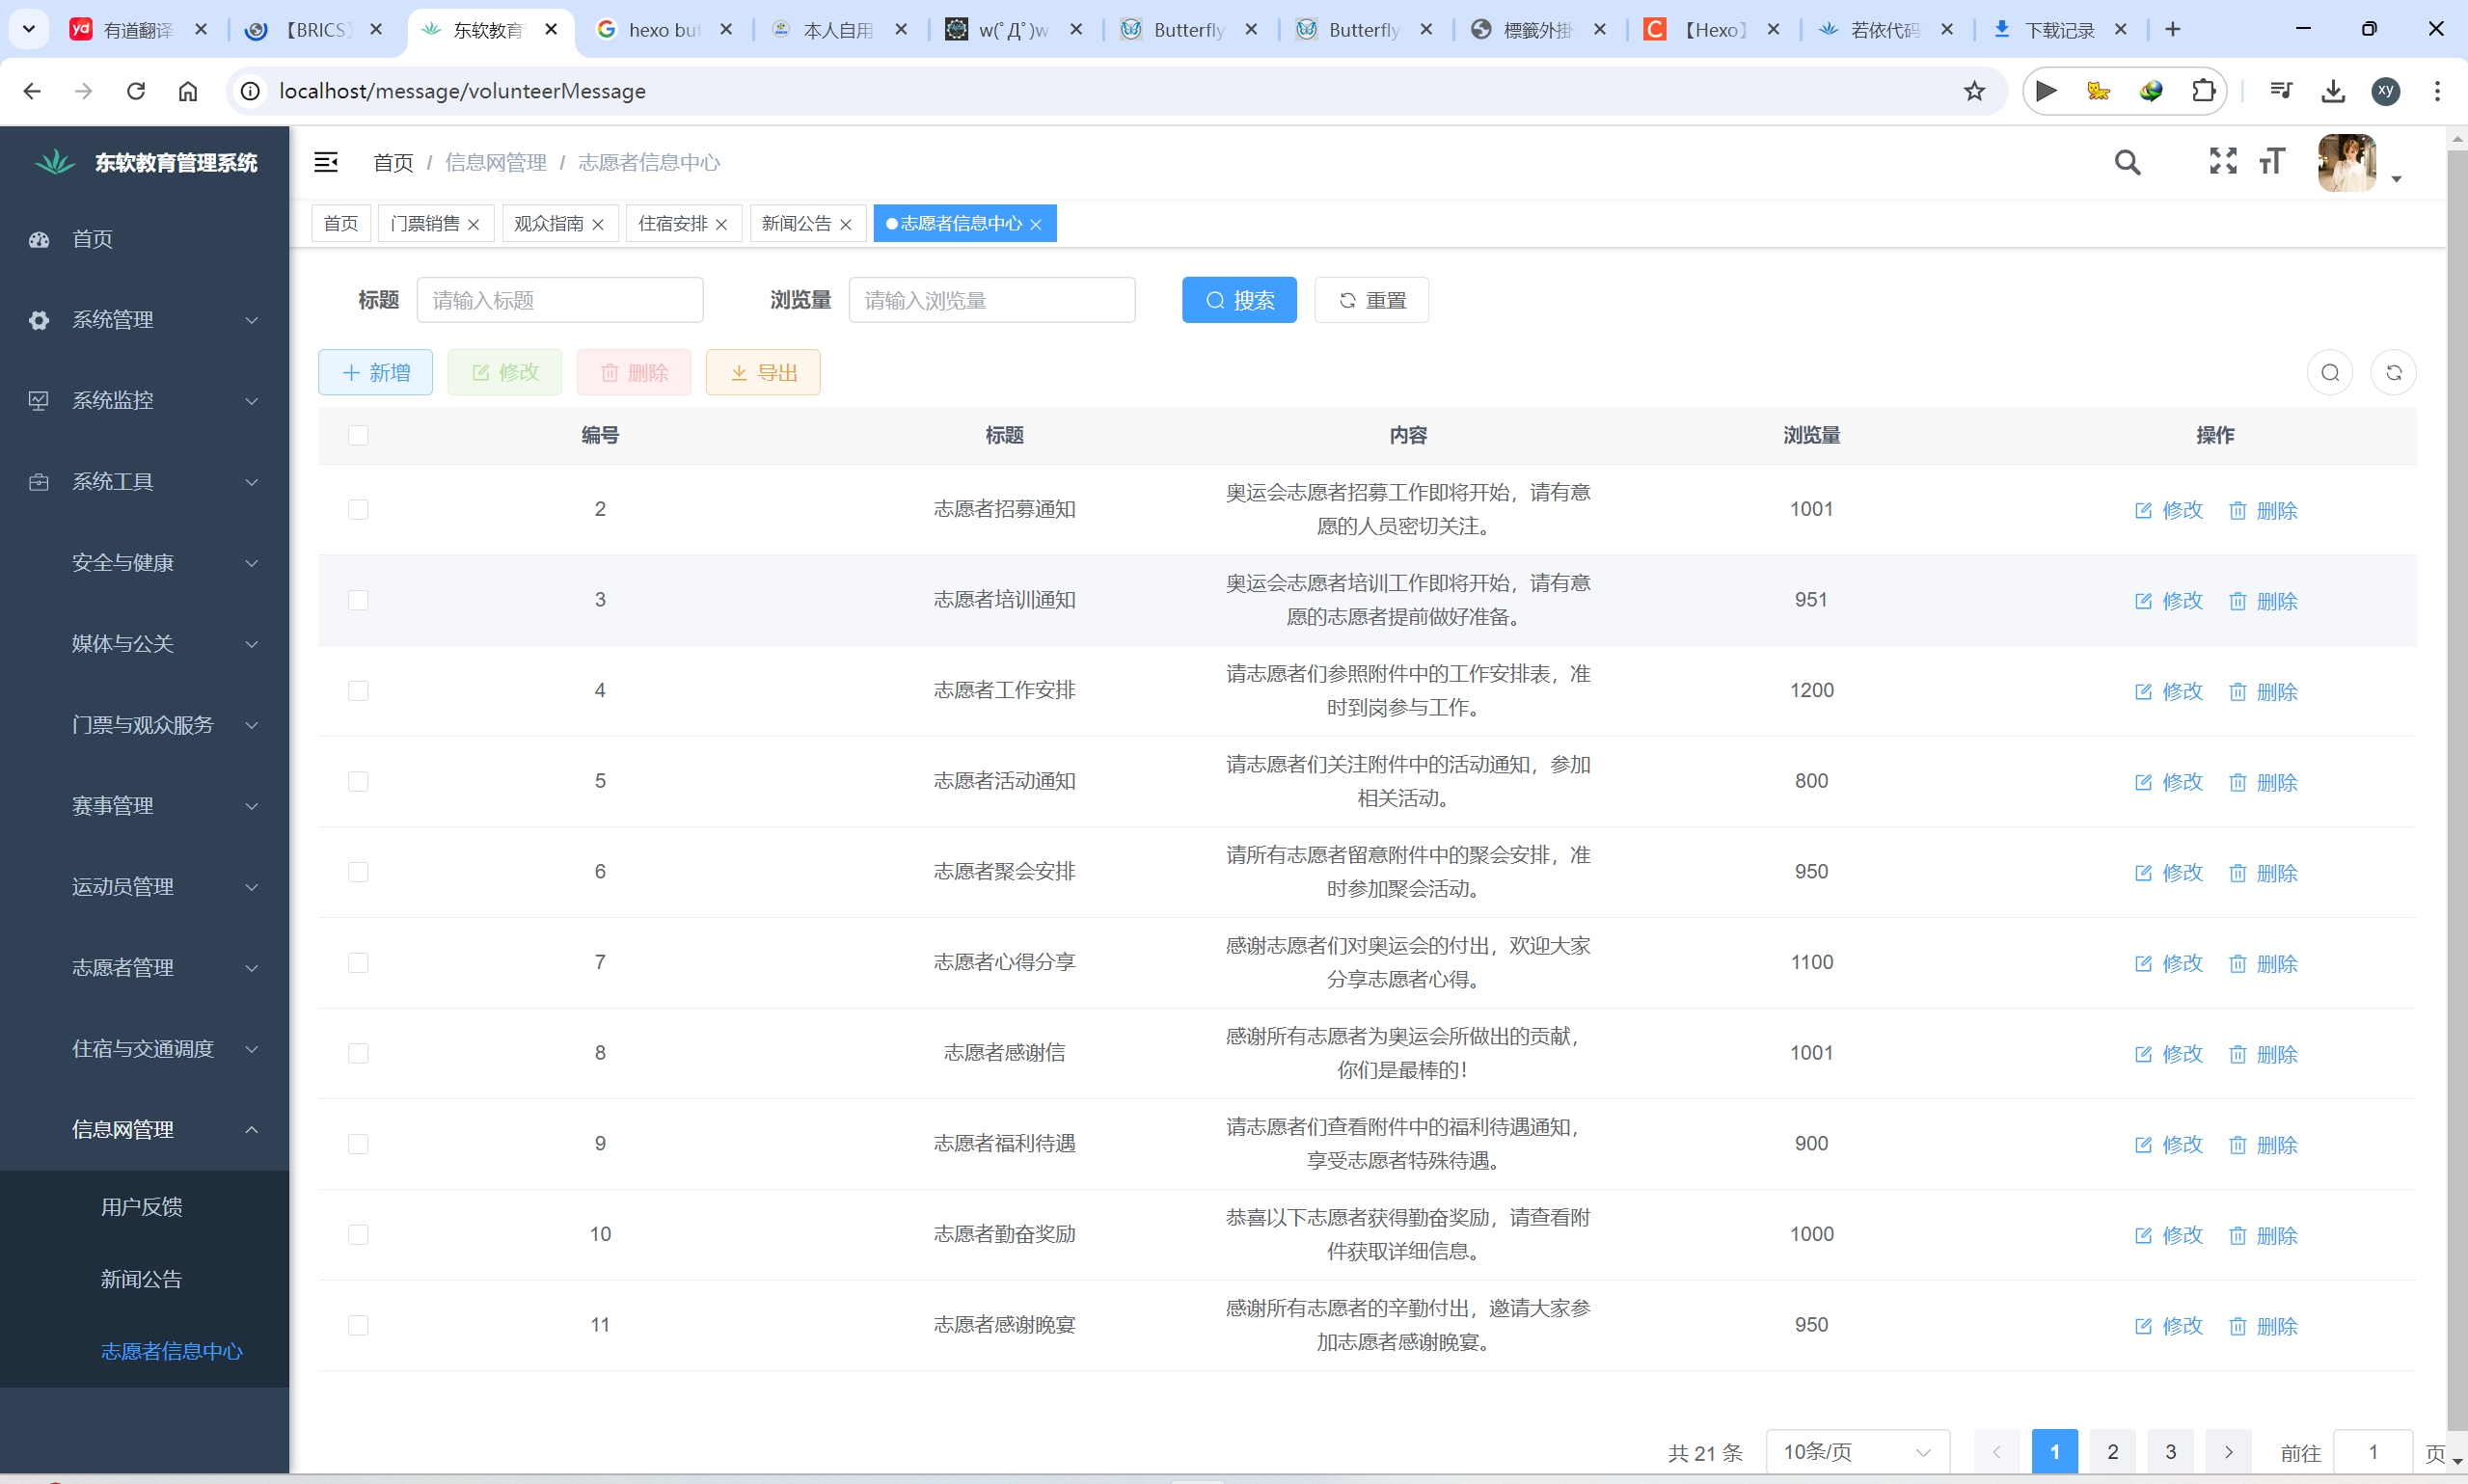 有道翻译
【BRICS】
东软教育
hexo but
本人自用
w(ﾟДﾟ)w
Butterfly
Butterfly
標籤外掛
【Hexo】
若依代码
下载记录
localhost/message/volunteerMessage
xy
东软教育管理系统
首页 / 信息网管理 / 志愿者信息中心
首页
门票销售
观众指南
住宿安排
新闻公告
志愿者信息中心
首页
系统管理
系统监控
系统工具
安全与健康
媒体与公关
门票与观众服务
赛事管理
运动员管理
志愿者管理
住宿与交通调度
信息网管理
用户反馈
新闻公告
志愿者信息中心
标题 请输入标题 浏览量 请输入浏览量 搜索 重置
新增 修改 删除 导出
编号 标题 内容 浏览量 操作
2 志愿者招募通知 奥运会志愿者招募工作即将开始，请有意
愿的人员密切关注。 1001 修改 删除
3 志愿者培训通知 奥运会志愿者培训工作即将开始，请有意
愿的志愿者提前做好准备。 951 修改 删除
4 志愿者工作安排 请志愿者们参照附件中的工作安排表，准
时到岗参与工作。 1200 修改 删除
5 志愿者活动通知 请志愿者们关注附件中的活动通知，参加
相关活动。 800 修改 删除
6 志愿者聚会安排 请所有志愿者留意附件中的聚会安排，准
时参加聚会活动。 950 修改 删除
7 志愿者心得分享 感谢志愿者们对奥运会的付出，欢迎大家
分享志愿者心得。 1100 修改 删除
8 志愿者感谢信 感谢所有志愿者为奥运会所做出的贡献，
你们是最棒的！ 1001 修改 删除
9 志愿者福利待遇 请志愿者们查看附件中的福利待遇通知，
享受志愿者特殊待遇。 900 修改 删除
10 志愿者勤奋奖励 恭喜以下志愿者获得勤奋奖励，请查看附
件获取详细信息。 1000 修改 删除
11 志愿者感谢晚宴 感谢所有志愿者的辛勤付出，邀请大家参
加志愿者感谢晚宴。 950 修改 删除
共 21 条 10条/页 1 2 3 前往 1 页